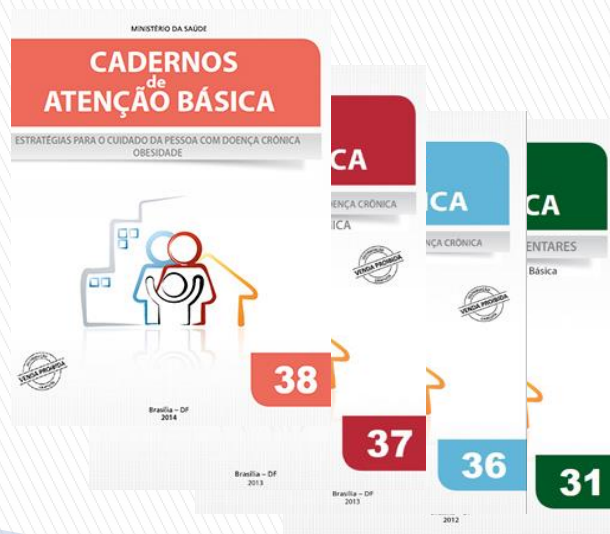 MINISTÉRIO DA SAÚDE
CADERNOS
de
ATENÇÃO BÁSICA
ESTRATÉGIAS PARA O CUIDADO DA PESSOA COM DOENÇA CRÔNICA
OBESIDADE
VENDA PROIBIDA
38
Brasília – DF
2014
CA
ENÇA CRÔNICA
ICA
VENDA PROIBIDA
37
Brasília – DF
2013
ICA
NÇA CRÔNICA
VENDA PROIBIDA
36
Brasília – DF
2013
CA
ENTARES
Básica
31
2012